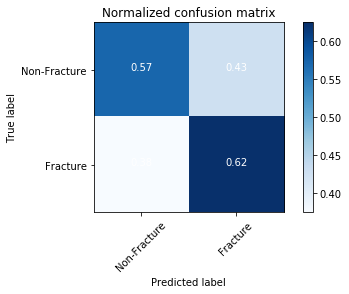 Normalized confusion matrix
True label
Non-Fracture
Fracture
0.57
0.43
0.62
Non-Fracture
Fracture
Predicted label
0.60
0.55
0.50
0.45
0.40